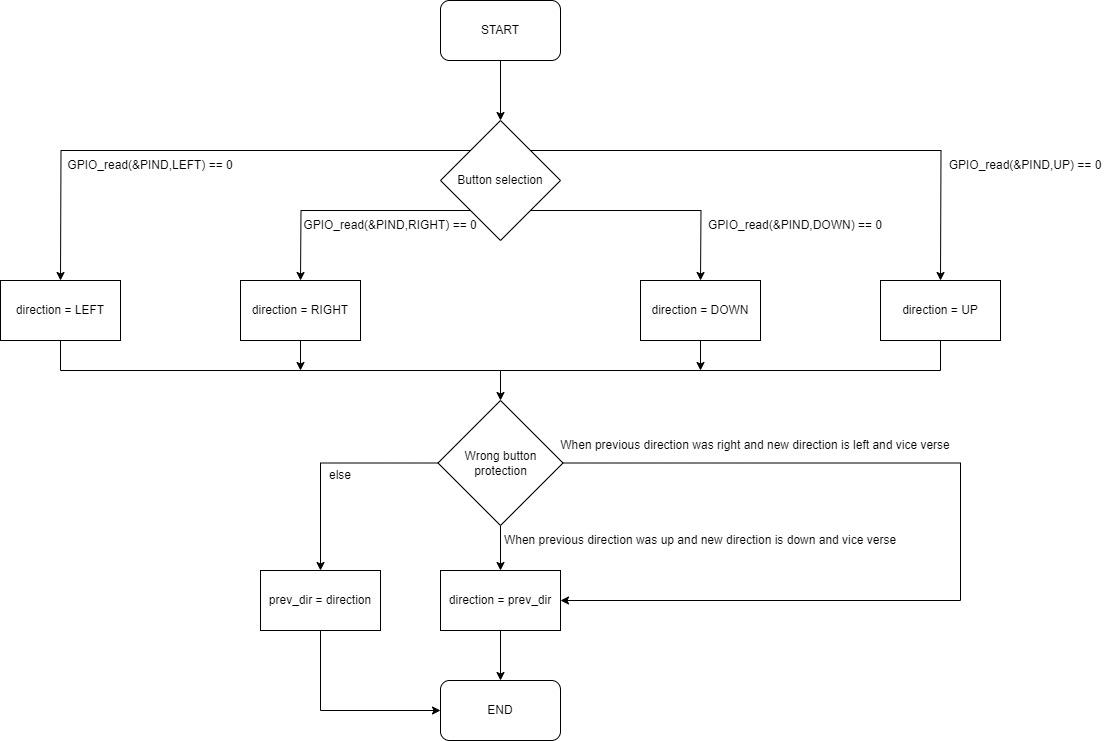 START
Button selection
GPIO_read(&PIND,LEFT) == 0
GPIO_read(&PIND,UP) == 0
GPIO_read(&PIND,RIGHT) == 0
GPIO_read(&PIND,DOWN) == 0
direction = LEFT
direction = RIGHT
direction = DOWN
direction = UP
When previous direction was right and new direction is left and vice verse
Wrong button
protection
else
When previous direction was up and new direction is down and vice verse
prev_dir = direction
direction = prev_dir
END